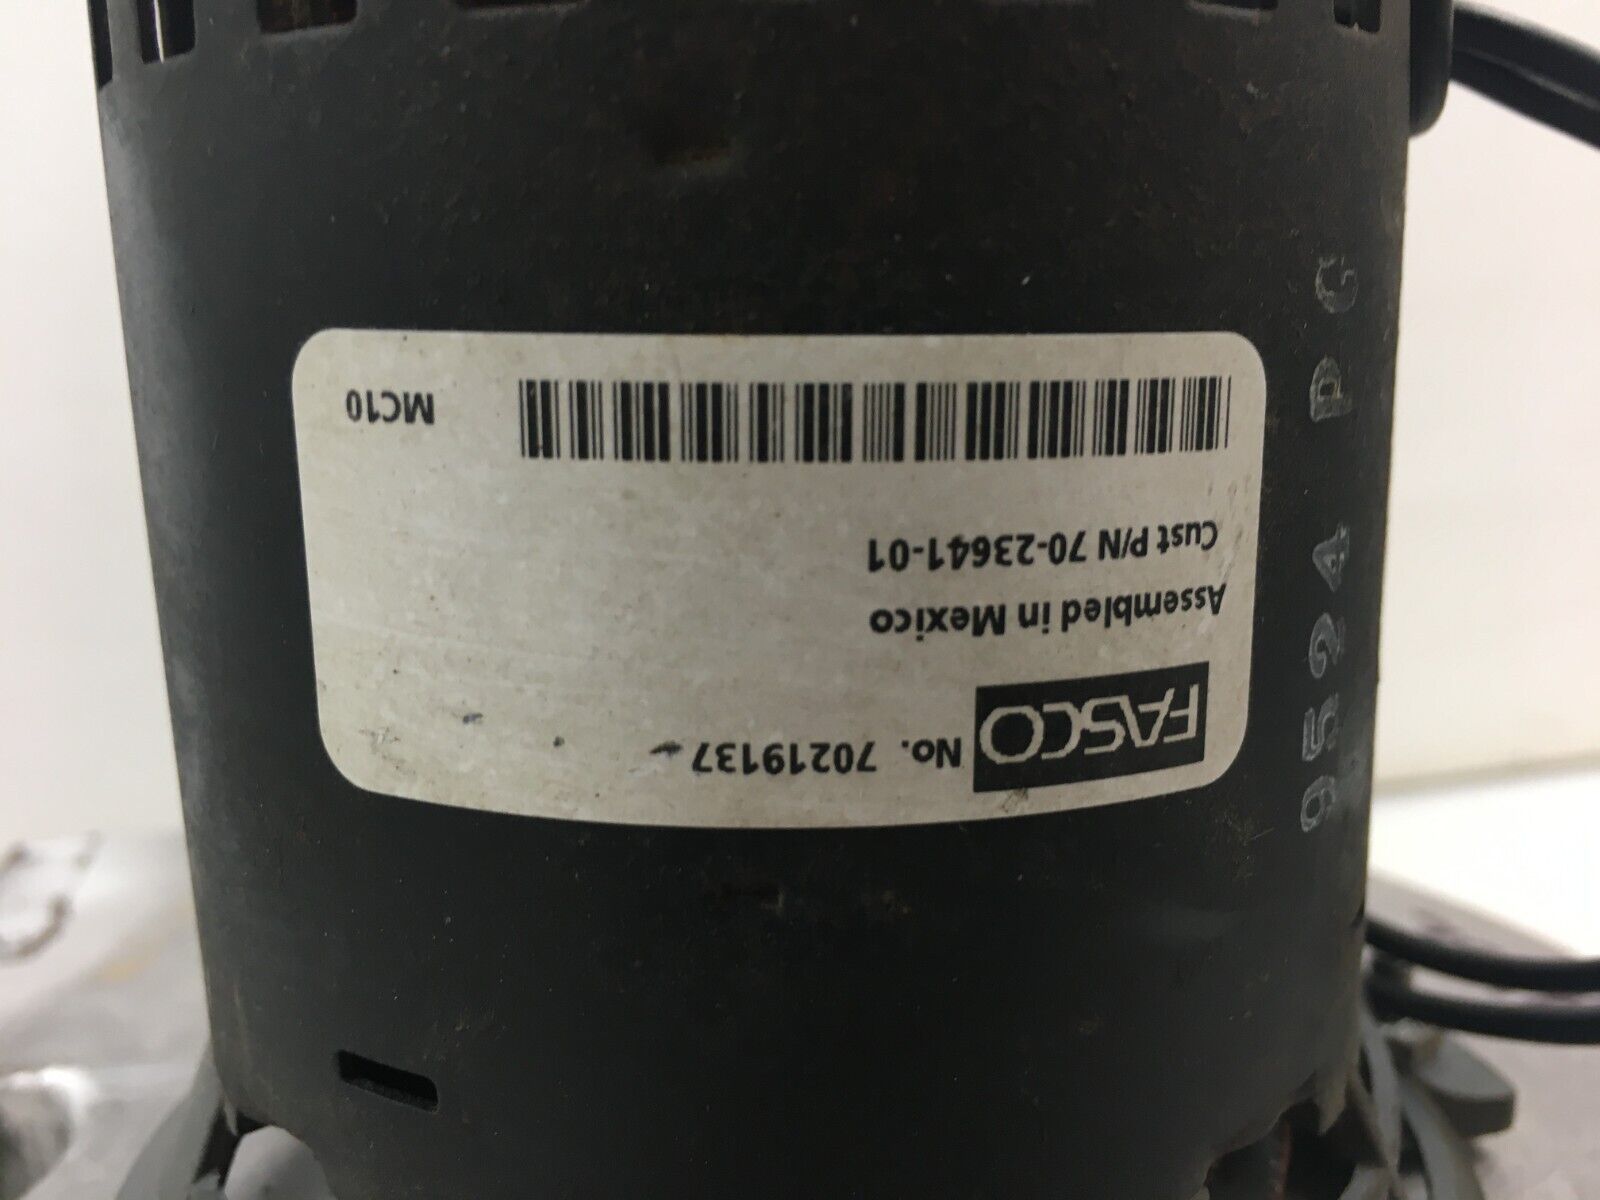 FASCO No. 70219137
Assembled in Mexico
Cust P/N 70-23641-01
MC10
9524 PG